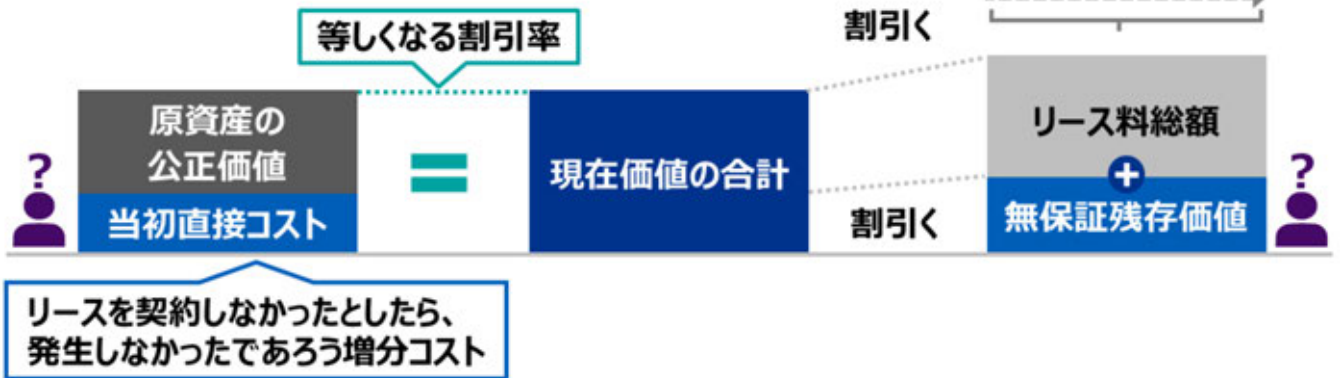 等しくなる割引率
割引く
原資産の
公正価値
当初直接コスト
=
現在価値の合計
割引く
リース料総額
+
無保証残存価値
?
?
リースを契約しなかったとしたら、
発生しなかったであろう増分コスト